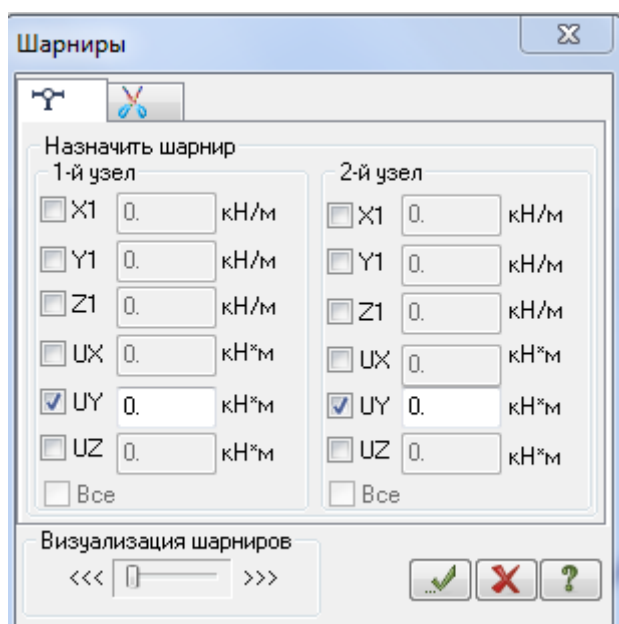 Шарниры
Назначить шарнир
1-й узел
X1 0. кН/м
Y1 0. кН/м
Z1 0. кН/м
UX 0. кН*м
UY 0. кН*м
UZ 0. кН*м
Все
2-й узел
X1 0. кН/м
Y1 0. кН/м
Z1 0. кН/м
UX 0. кН*м
UY 0. кН*м
UZ 0. кН*м
Все
Визуализация шарниров
<<< >>>
... ?